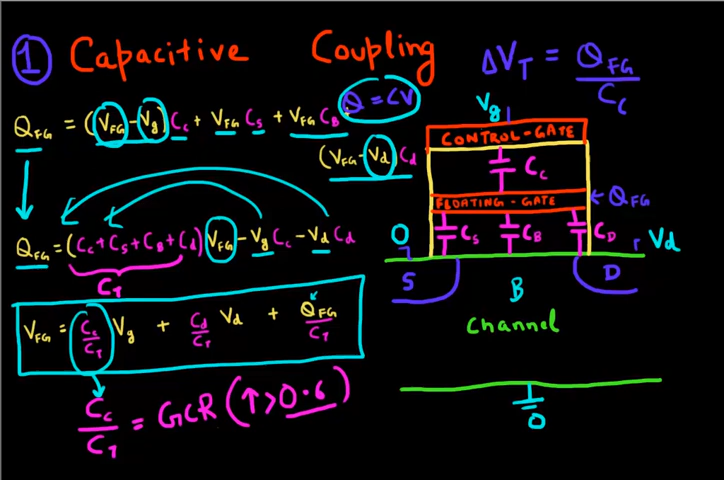 1 Capacitive Coupling
ΔV_T = Q_FG / C_C
Q = CV
Q_FG = (V_FG - V_g) C_c + V_FG C_s + V_FG C_B +
(V_FG - V_d) C_d
Q_FG = (C_c + C_s + C_B + C_d) V_FG - V_g C_c - V_d C_d
C_T
V_FG = C_c/C_T V_g + C_d/C_T V_d + Q_FG/C_T
C_c/C_T = GCR (↑>0.6)
V_g
CONTROL-GATE
C_c
FLOATING-GATE
← Q_FG
C_S C_B C_D
0 V_d
S B D
Channel
0